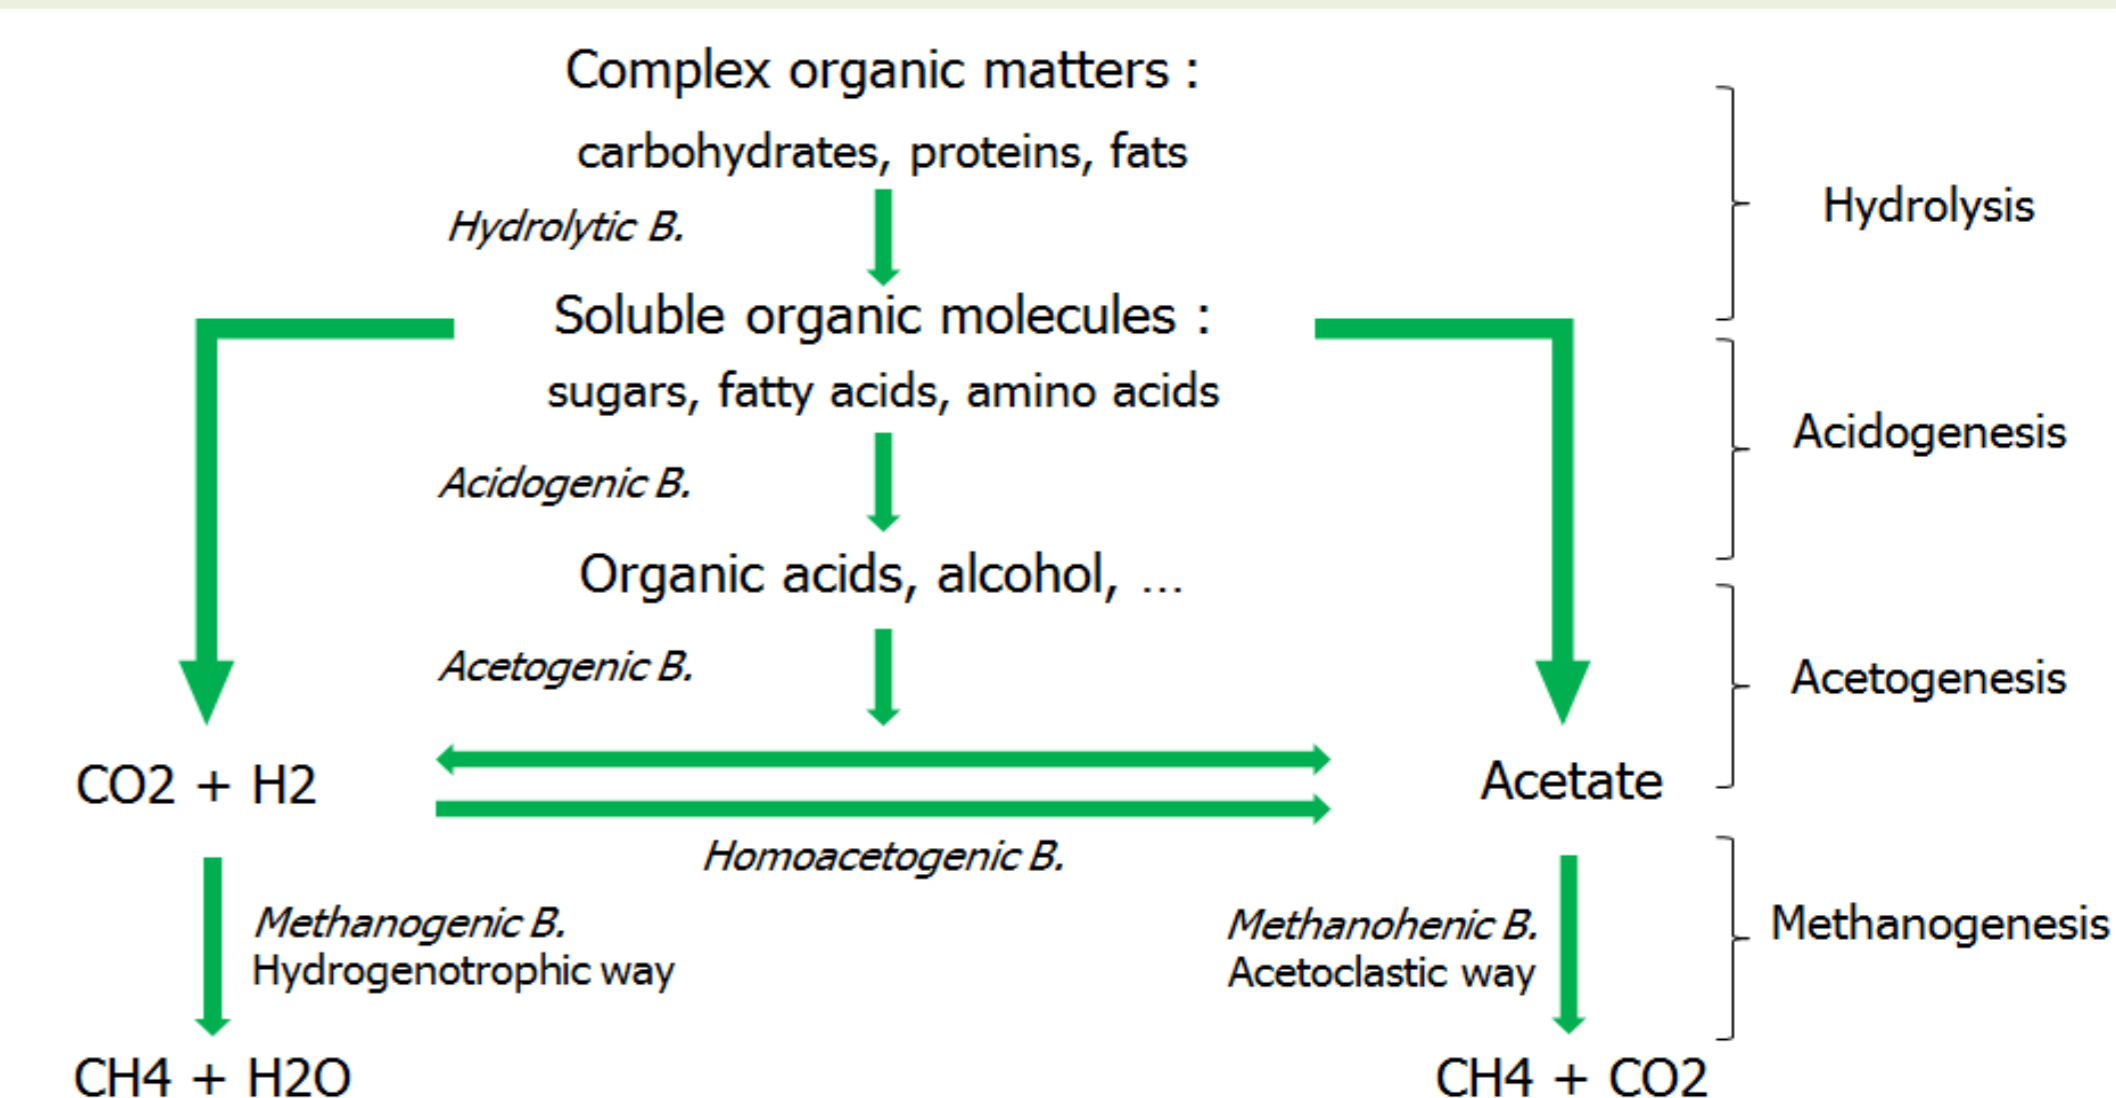 Complex organic matters :
carbohydrates, proteins, fats
Hydrolytic B.
Hydrolysis
Soluble organic molecules :
sugars, fatty acids, amino acids
Acidogenesis
Acidogenic B.
Organic acids, alcohol, ...
Acetogenic B.
Acetogenesis
CO2 + H2
Acetate
Homoacetogenic B.
Methanogenic B.
Hydrogenotrophic way
Methanohenic B.
Acetoclastic way
Methanogenesis
CH4 + H2O
CH4 + CO2